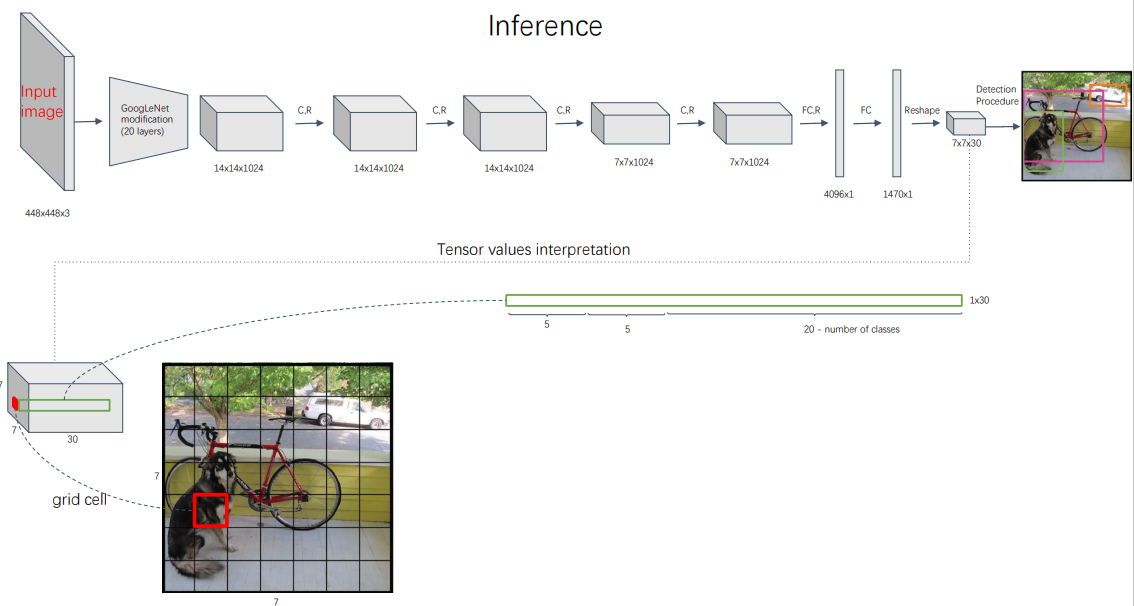 Inference
Input
image
448x448x3
GoogLeNet
modification
(20 layers)
14x14x1024
C,R
14x14x1024
C,R
14x14x1024
C,R
7x7x1024
C,R
7x7x1024
FC,R
4096x1
FC
1470x1
Reshape
7x7x30
Detection
Procedure
Tensor values interpretation
1x30
5
5
20 - number of classes
7
7
30
grid cell
7
7